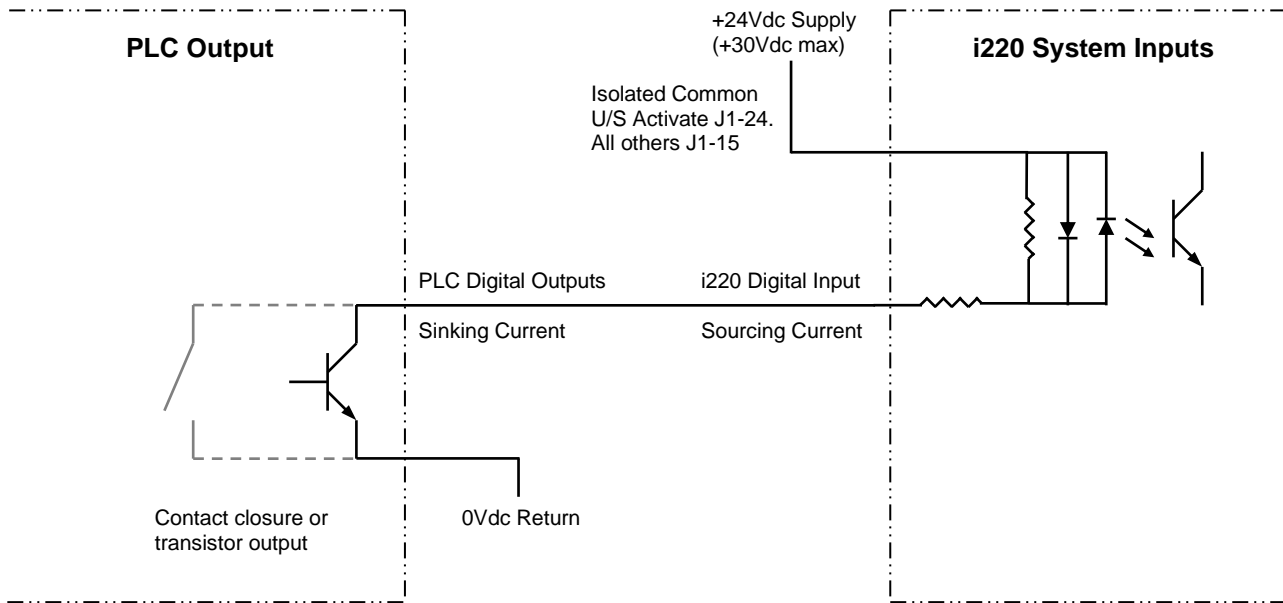 PLC Output
+24Vdc Supply
(+30Vdc max)
i220 System Inputs
Isolated Common
U/S Activate J1-24.
All others J1-15
PLC Digital Outputs
i220 Digital Input
Sinking Current
Sourcing Current
Contact closure or
transistor output
0Vdc Return